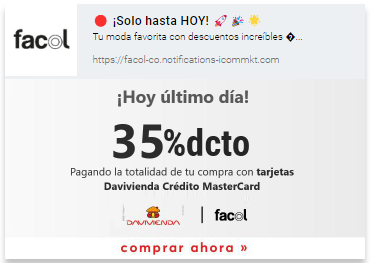 facol
🔴 ¡Solo hasta HOY! 🚀 🎉 🌟
Tu moda favorita con descuentos increíbles �...
https://facol-co.notifications-icommkt.com
¡Hoy último día!
35%dcto
Pagando la totalidad de tu compra con tarjetas
Davivienda Crédito MasterCard
DAVIVIENDA | facol
comprar ahora »